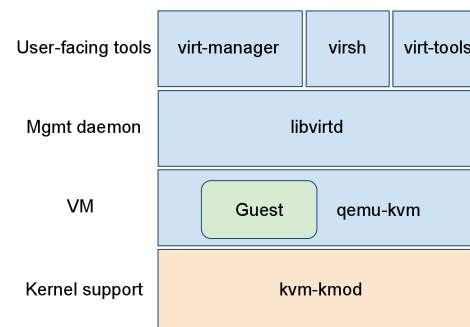 User-facing tools virt-manager virsh virt-tools
Mgmt daemon libvirtd
VM Guest qemu-kvm
Kernel support kvm-kmod